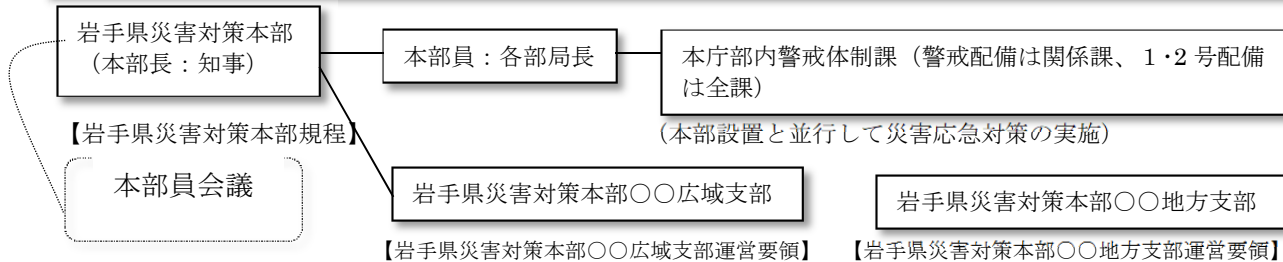 岩手県災害対策本部
（本部長：知事）
本部員：各部局長
本庁部内警戒体制課（警戒配備は関係課、１・２号配備
は全課）
【岩手県災害対策本部規程】
（本部設置と並行して災害応急対策の実施）
本部員会議
岩手県災害対策本部○○広域支部
岩手県災害対策本部○○地方支部
【岩手県災害対策本部○○広域支部運営要領】
【岩手県災害対策本部○○地方支部運営要領】